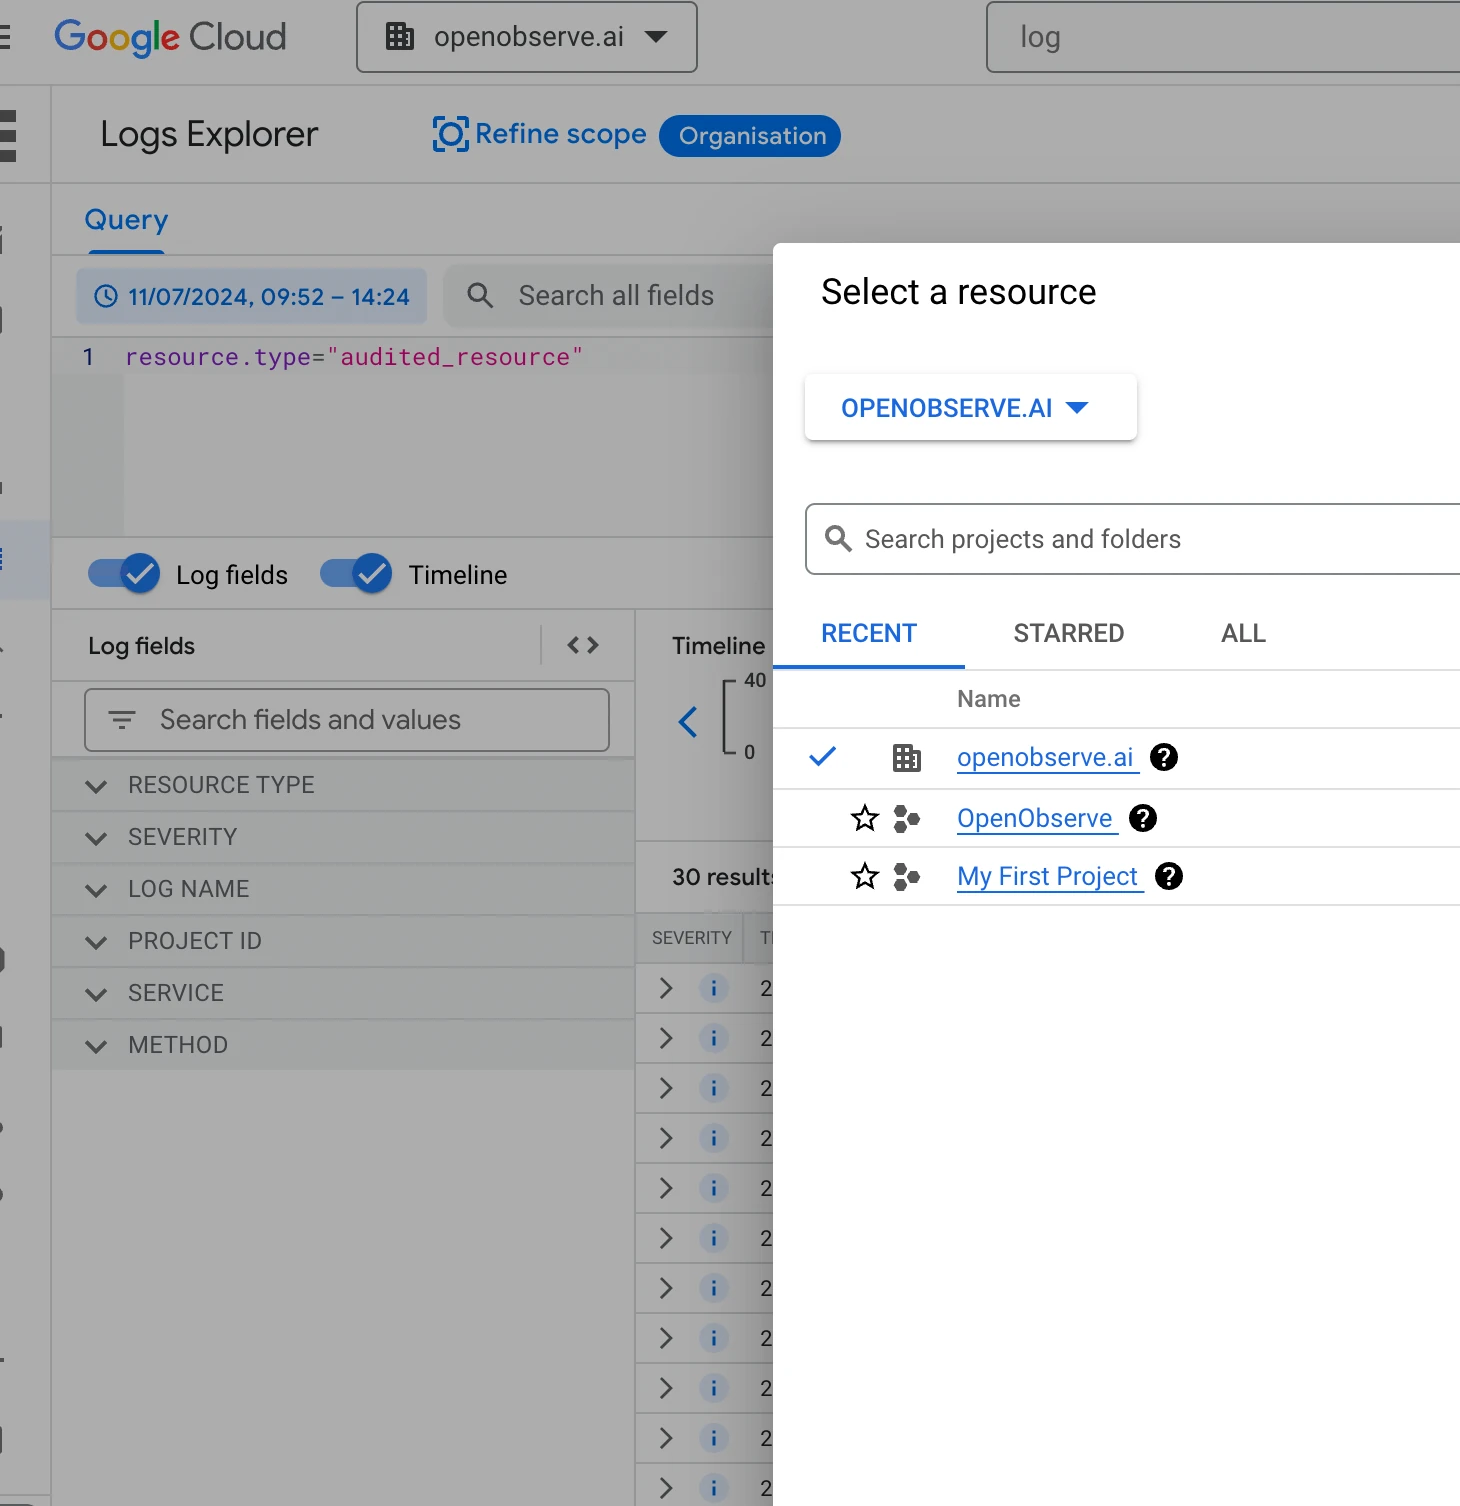 Google Cloud
openobserve.ai
log
Logs Explorer
Refine scope
Organisation
Query
11/07/2024, 09:52 – 14:24
Search all fields
1 resource.type="audited_resource"
Log fields
Timeline
Log fields
Search fields and values
RESOURCE TYPE
SEVERITY
LOG NAME
PROJECT ID
SERVICE
METHOD
Timeline
40
0
30 results
SEVERITY
2
2
2
2
2
2
2
2
2
2
2
Select a resource
OPENOBSERVE.AI
Search projects and folders
RECENT
STARRED
ALL
Name
openobserve.ai
OpenObserve
My First Project